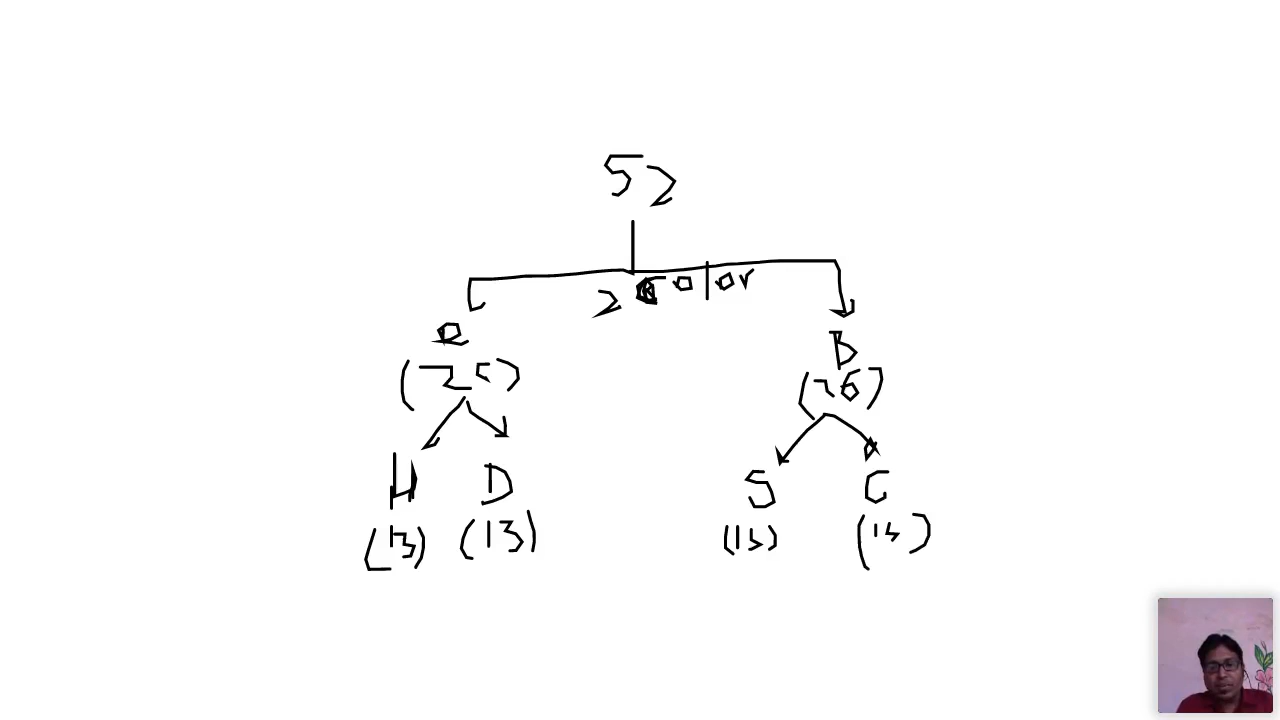 52
2 color
R B
(26) (26)
H D S C
(13) (13) (13) (13)